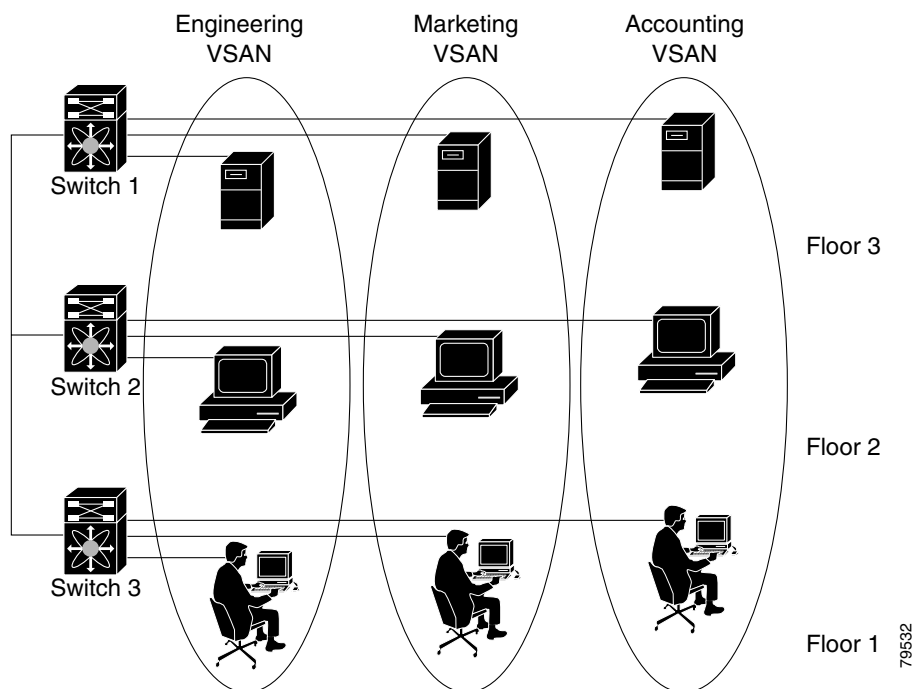 Engineering
VSAN
Marketing
VSAN
Accounting
VSAN
Switch 1
Floor 3
Switch 2
Floor 2
Switch 3
Floor 1
79532